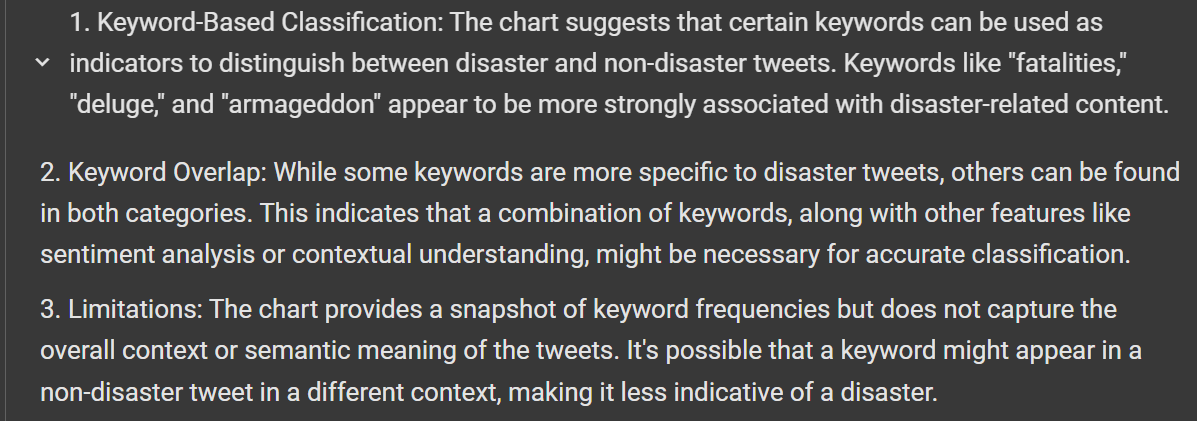 1. Keyword-Based Classification: The chart suggests that certain keywords can be used as
indicators to distinguish between disaster and non-disaster tweets. Keywords like "fatalities,"
"deluge," and "armageddon" appear to be more strongly associated with disaster-related content.
2. Keyword Overlap: While some keywords are more specific to disaster tweets, others can be found
in both categories. This indicates that a combination of keywords, along with other features like
sentiment analysis or contextual understanding, might be necessary for accurate classification.
3. Limitations: The chart provides a snapshot of keyword frequencies but does not capture the
overall context or semantic meaning of the tweets. It's possible that a keyword might appear in a
non-disaster tweet in a different context, making it less indicative of a disaster.